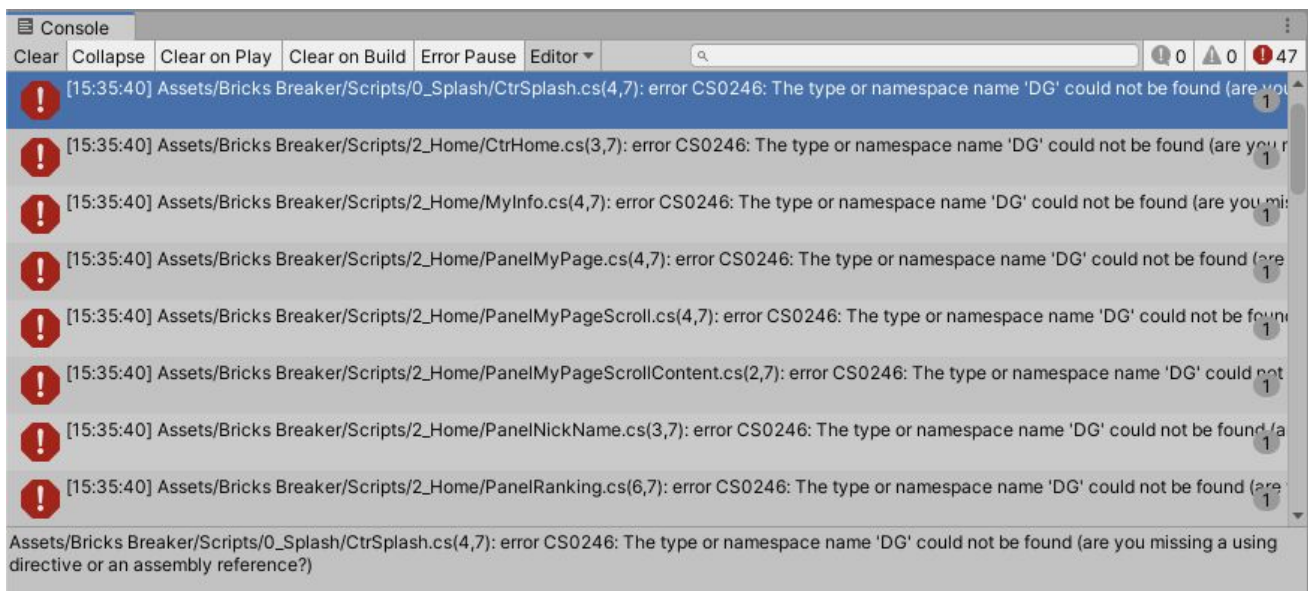 Console
Clear Collapse Clear on Play Clear on Build Error Pause Editor 0 0 47
[15:35:40] Assets/Bricks Breaker/Scripts/0_Splash/CtrSplash.cs(4,7): error CS0246: The type or namespace name 'DG' could not be found (are you
1
[15:35:40] Assets/Bricks Breaker/Scripts/2_Home/CtrHome.cs(3,7): error CS0246: The type or namespace name 'DG' could not be found (are you
1
[15:35:40] Assets/Bricks Breaker/Scripts/2_Home/MyInfo.cs(4,7): error CS0246: The type or namespace name 'DG' could not be found (are you mis
1
[15:35:40] Assets/Bricks Breaker/Scripts/2_Home/PanelMyPage.cs(4,7): error CS0246: The type or namespace name 'DG' could not be found (are
1
[15:35:40] Assets/Bricks Breaker/Scripts/2_Home/PanelMyPageScroll.cs(4,7): error CS0246: The type or namespace name 'DG' could not be found
1
[15:35:40] Assets/Bricks Breaker/Scripts/2_Home/PanelMyPageScrollContent.cs(2,7): error CS0246: The type or namespace name 'DG' could not
1
[15:35:40] Assets/Bricks Breaker/Scripts/2_Home/PanelNickName.cs(3,7): error CS0246: The type or namespace name 'DG' could not be found (a
1
[15:35:40] Assets/Bricks Breaker/Scripts/2_Home/PanelRanking.cs(6,7): error CS0246: The type or namespace name 'DG' could not be found (are
1
Assets/Bricks Breaker/Scripts/0_Splash/CtrSplash.cs(4,7): error CS0246: The type or namespace name 'DG' could not be found (are you missing a using
directive or an assembly reference?)